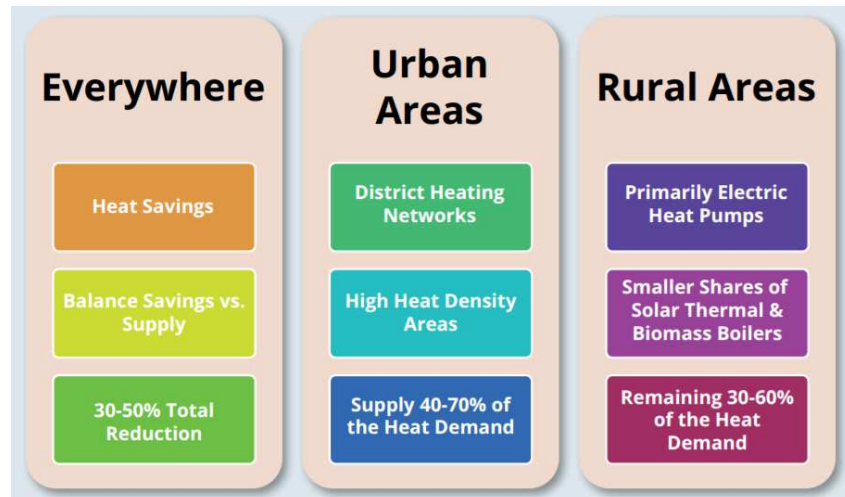 Everywhere
Heat Savings
Balance Savings vs.
Supply
30-50% Total
Reduction
Urban
Areas
District Heating
Networks
High Heat Density
Areas
Supply 40-70% of
the Heat Demand
Rural Areas
Primarily Electric
Heat Pumps
Smaller Shares of
Solar Thermal &
Biomass Boilers
Remaining 30-60%
of the Heat
Demand